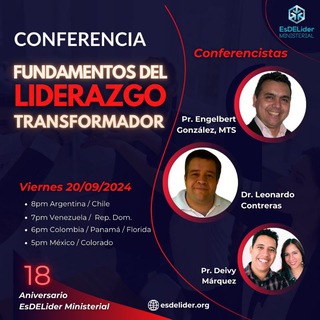 EsDELider
MINISTERIAL
CONFERENCIA
FUNDAMENTOS DEL
LIDERAZGO
TRANSFORMADOR
Conferencistas
Pr. Engelbert
González, MTS
Dr. Leonardo
Contreras
Pr. Deivy
Márquez
Viernes 20/09/2024
8pm Argentina / Chile
7pm Venezuela / Rep. Dom.
6pm Colombia / Panamá / Florida
5pm México / Colorado
18
Aniversario
EsDELider Ministerial
esdelider.org